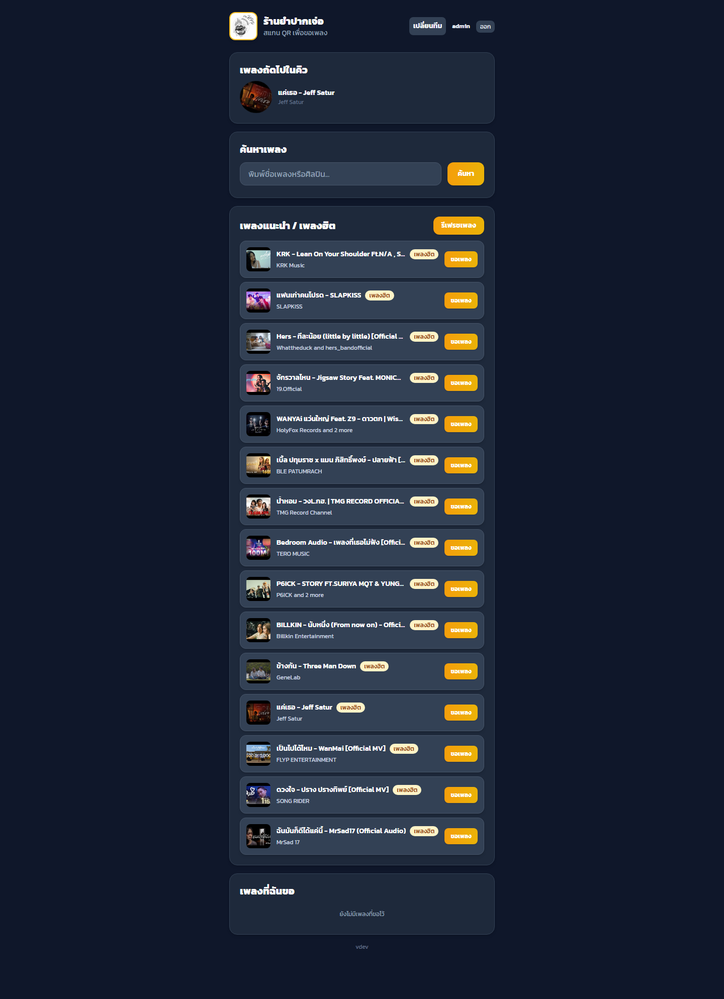 ร้านยำปากเจ่อ
สแกน QR เพื่อขอเพลง
เปลี่ยนทีม
admin
ออก
เพลงถัดไปในคิว
แค่เธอ - Jeff Satur
Jeff Satur
ค้นหาเพลง
พิมพ์ชื่อเพลงหรือศิลปิน...
ค้นหา
เพลงแนะนำ / เพลงฮิต
รีเฟรชเพลง
KRK - Lean On Your Shoulder Ft.N/A , S... เพลงฮิต
KRK Music
ขอเพลง
แฟนเก่าคนโปรด - SLAPKISS เพลงฮิต
SLAPKISS
ขอเพลง
Hers - ทีละน้อย (little by little) [Official ... เพลงฮิต
Whattheduck and hers_bandofficial
ขอเพลง
จักรวาลไหน - Jigsaw Story Feat. MONIC... เพลงฮิต
19.Official
ขอเพลง
WANYAi แว่นใหญ่ Feat. Z9 - ดาวตก | Wis... เพลงฮิต
HolyFox Records and 2 more
ขอเพลง
เบิ้ล ปทุมราช x แมน ภิสิทธิ์พงษ์ - ปลายฟ้า [... เพลงฮิต
BLE PATUMRACH
ขอเพลง
น้ำหอม - วงL.กฮ. | TMG RECORD OFFICIA... เพลงฮิต
TMG Record Channel
ขอเพลง
Bedroom Audio - เพลงที่เธอไม่ฟัง [Offici... เพลงฮิต
TERO MUSIC
100M
ขอเพลง
P6ICK - STORY FT.SURIYA MQT & YUNG... เพลงฮิต
P6ICK and 2 more
ขอเพลง
BILLKIN - นับหนึ่ง (From now on) - Offici... เพลงฮิต
Billkin Entertainment
ขอเพลง
ข้างกัน - Three Man Down เพลงฮิต
GeneLab
ขอเพลง
แค่เธอ - Jeff Satur เพลงฮิต
Jeff Satur
ขอเพลง
เป็นไปได้ไหม - WanMai [Official MV] เพลงฮิต
FLYP ENTERTAINMENT
ขอเพลง
ดวงใจ - ปราง ปรางทิพย์ [Official MV] เพลงฮิต
SONG RIDER
115
ขอเพลง
ฉันมันก็ดีได้แค่นี้ - MrSad17 (Official Audio) เพลงฮิต
MrSad 17
ขอเพลง
เพลงที่ฉันขอ
ยังไม่มีเพลงที่ขอไว้
vdev